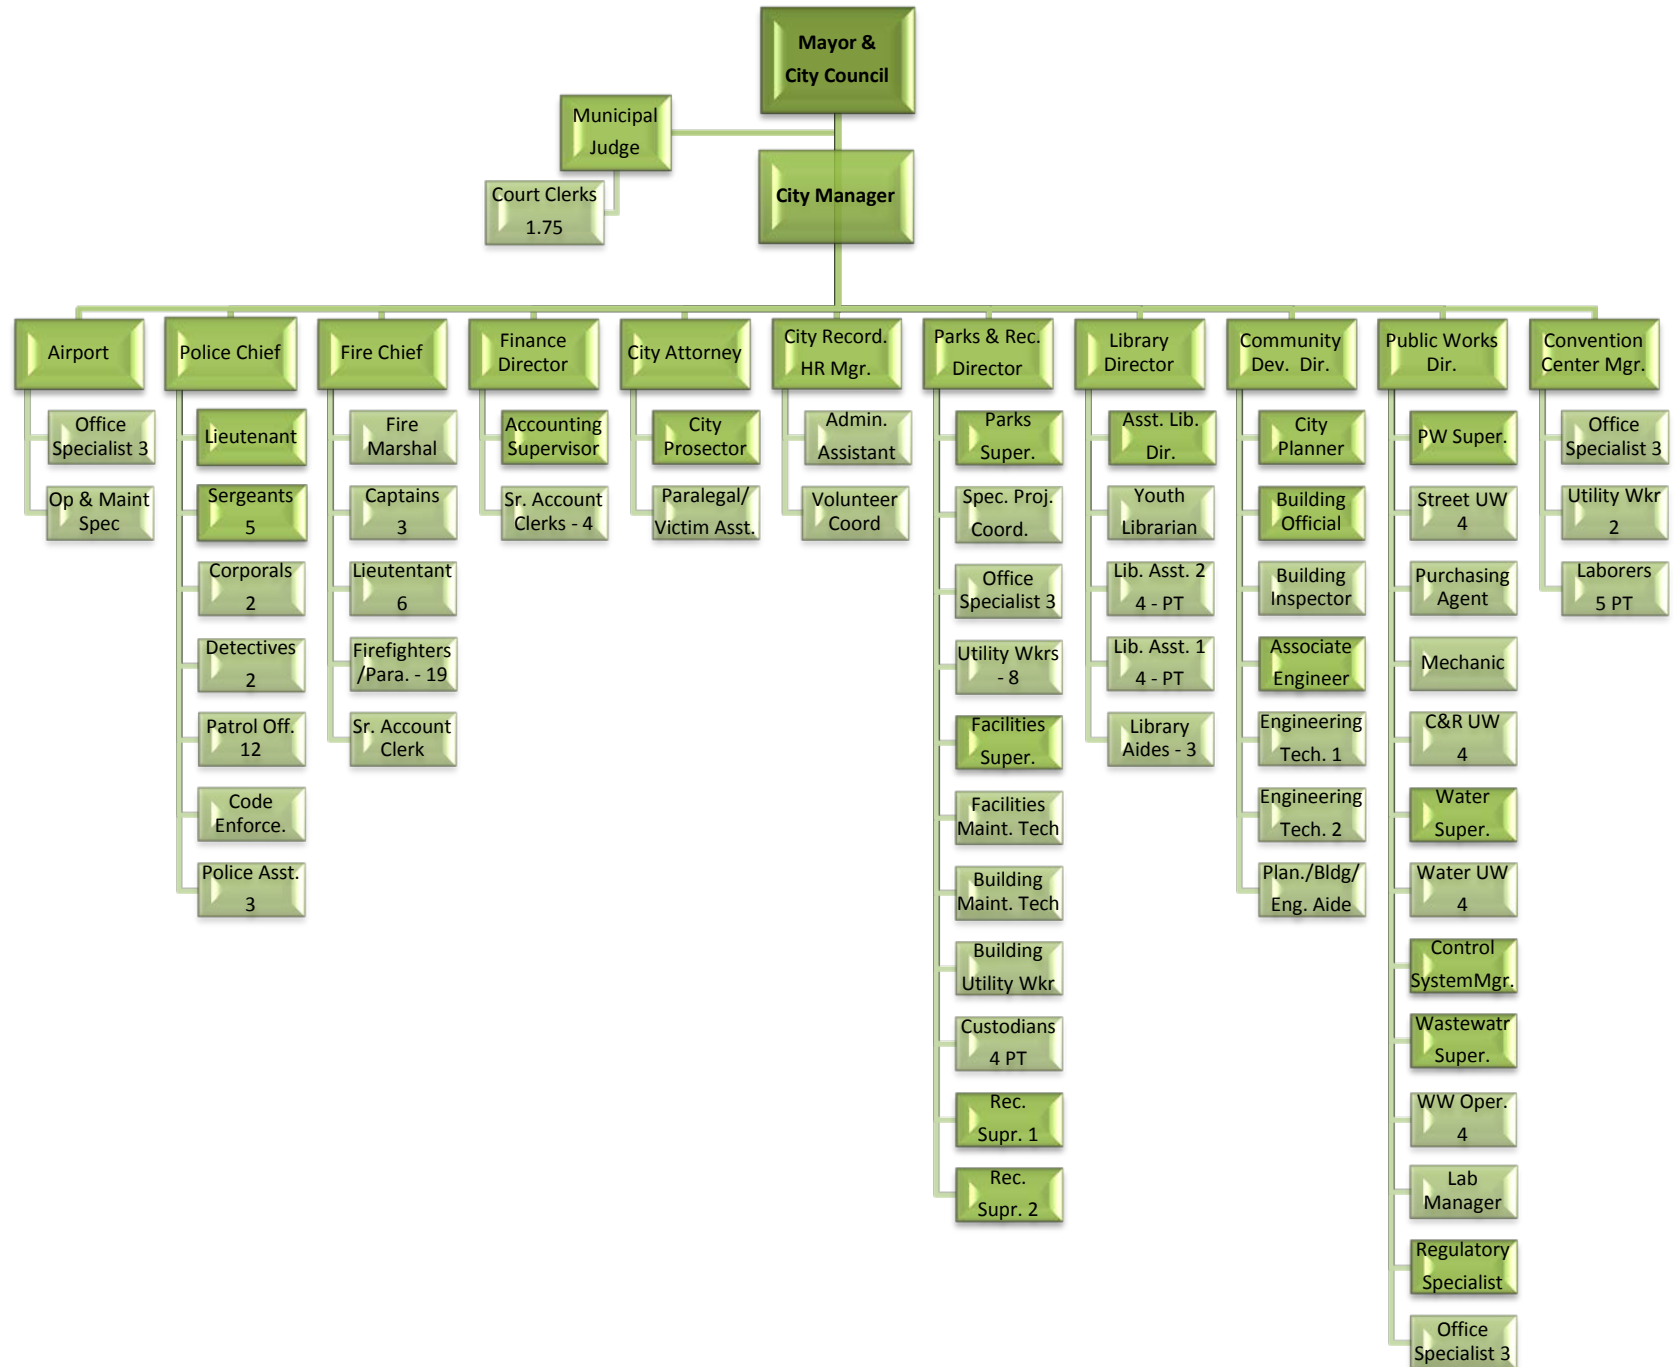 Mayor &
City Council
Municipal
Judge
Court Clerks
1.75
City Manager
Airport
Office
Specialist 3
Op & Maint
Spec
Police Chief
Lieutenant
Sergeants
5
Corporals
2
Detectives
2
Patrol Off.
12
Code
Enforce.
Police Asst.
3
Fire Chief
Fire
Marshal
Captains
3
Lieutentant
6
Firefighters
/Para. - 19
Sr. Account
Clerk
Finance
Director
Accounting
Supervisor
Sr. Account
Clerks - 4
City Attorney
City
Prosector
Paralegal/
Victim Asst.
City Record.
HR Mgr.
Admin.
Assistant
Volunteer
Coord
Parks & Rec.
Director
Parks
Super.
Spec. Proj.
Coord.
Office
Specialist 3
Utility Wkrs
- 8
Facilities
Super.
Facilities
Maint. Tech
Building
Maint. Tech
Building
Utility Wkr
Custodians
4 PT
Rec.
Supr. 1
Rec.
Supr. 2
Library
Director
Asst. Lib.
Dir.
Youth
Librarian
Lib. Asst. 2
4 - PT
Lib. Asst. 1
4 - PT
Library
Aides - 3
Community
Dev. Dir.
City
Planner
Building
Official
Building
Inspector
Associate
Engineer
Engineering
Tech. 1
Engineering
Tech. 2
Plan./Bldg/
Eng. Aide
Public Works
Dir.
PW Super.
Street UW
4
Purchasing
Agent
Mechanic
C&R UW
4
Water
Super.
Water UW
4
Control
SystemMgr.
Wastewatr
Super.
WW Oper.
4
Lab
Manager
Regulatory
Specialist
Office
Specialist 3
Convention
Center Mgr.
Office
Specialist 3
Utility Wkr
2
Laborers
5 PT